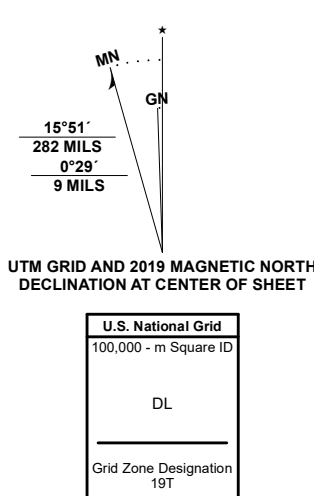 ★
MN
GN
15°51´
282 MILS
0°29´
9 MILS
UTM GRID AND 2019 MAGNETIC NORTH
DECLINATION AT CENTER OF SHEET
U.S. National Grid
100,000 - m Square ID
DL
Grid Zone Designation
19T